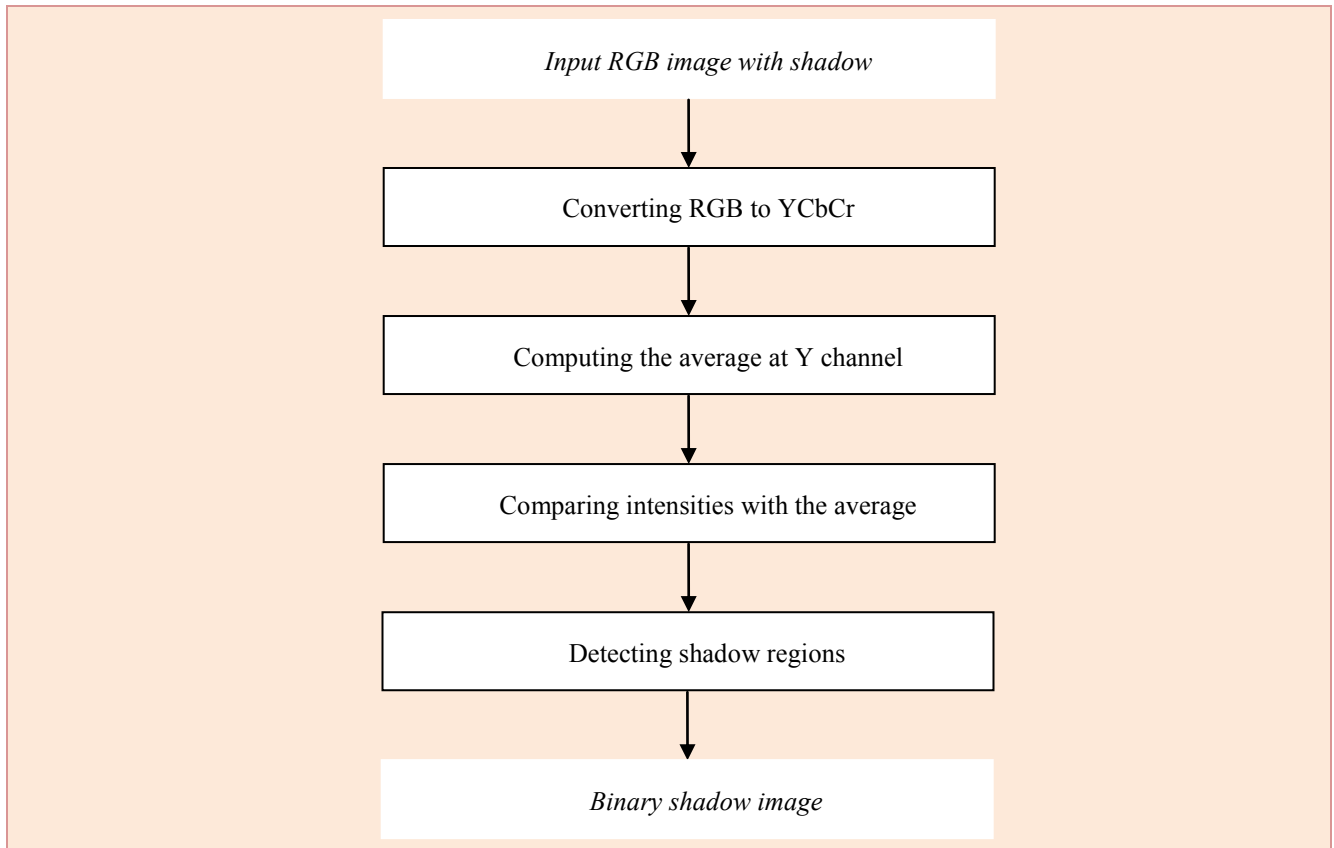 Input RGB image with shadow
Converting RGB to YCbCr
Computing the average at Y channel
Comparing intensities with the average
Detecting shadow regions
Binary shadow image